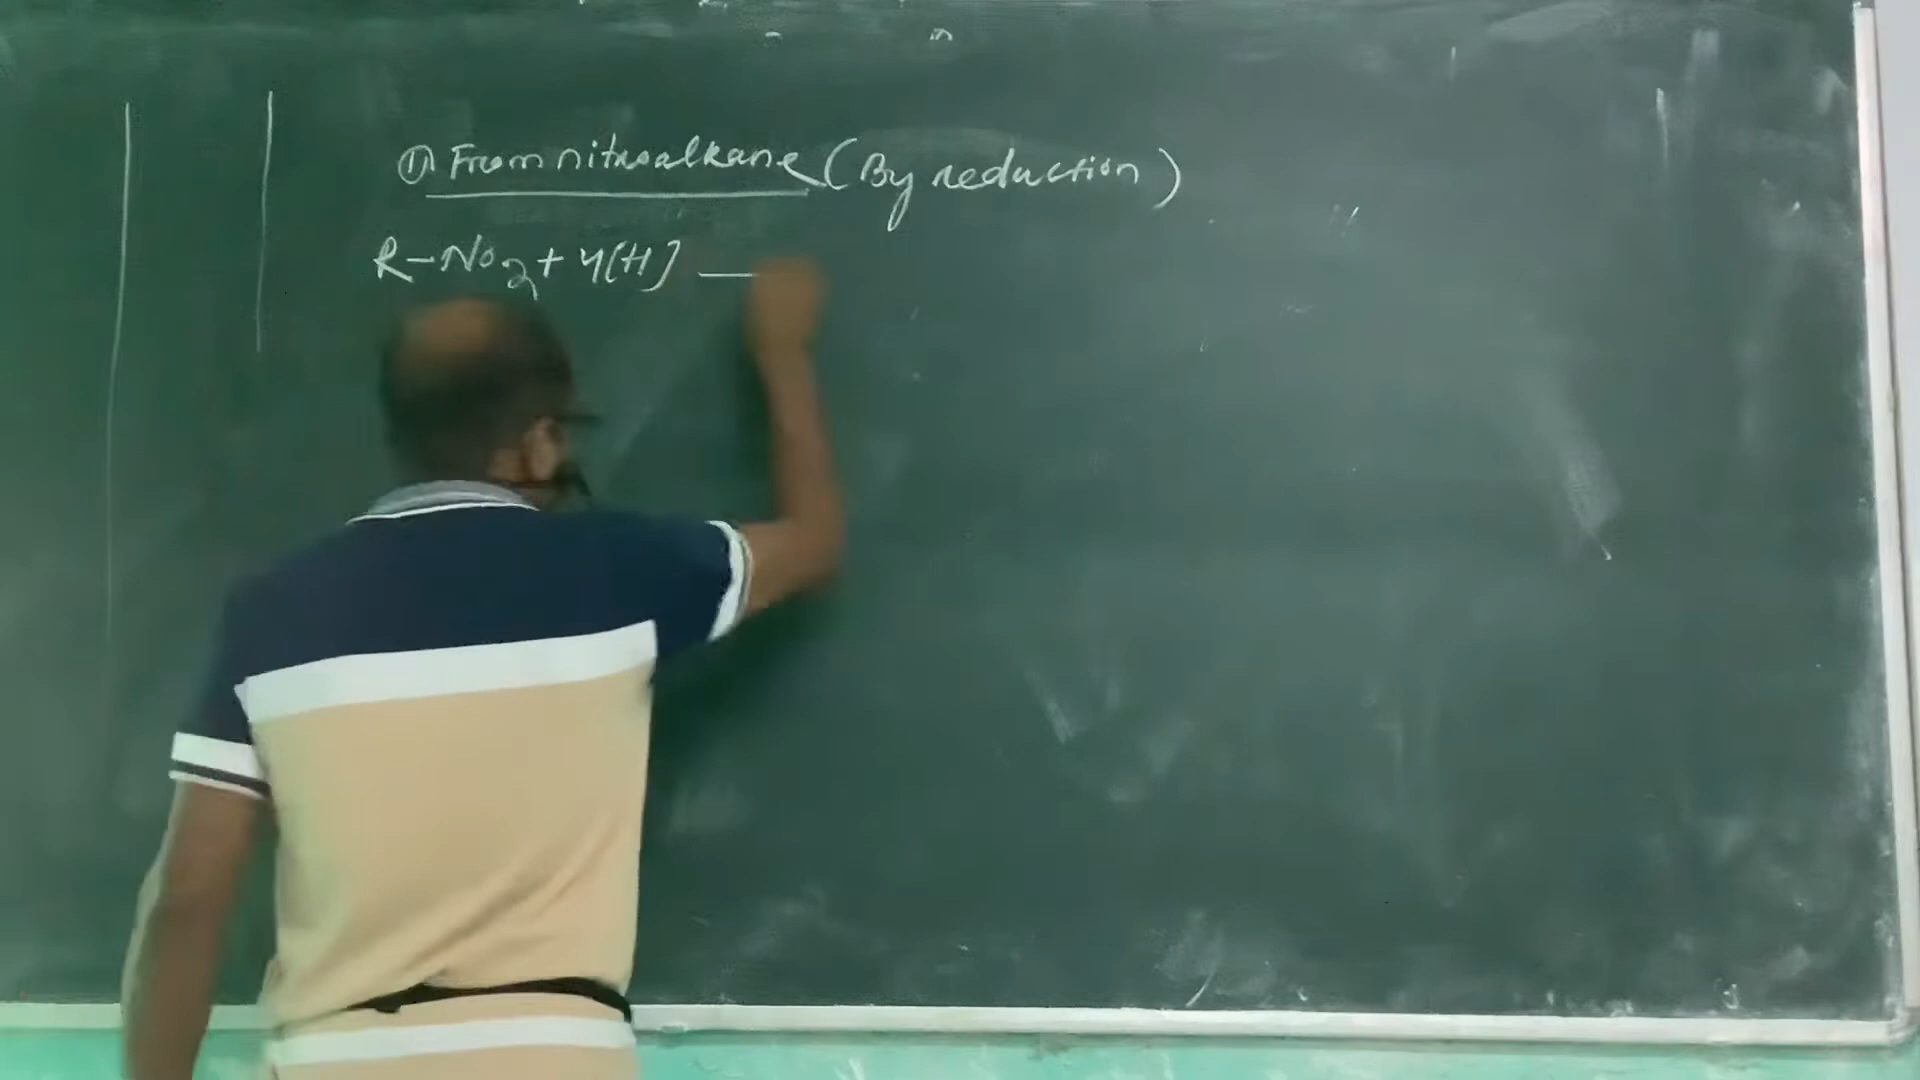 ① From nitroalkane (By reduction)
R-NO2 + 4[H] —